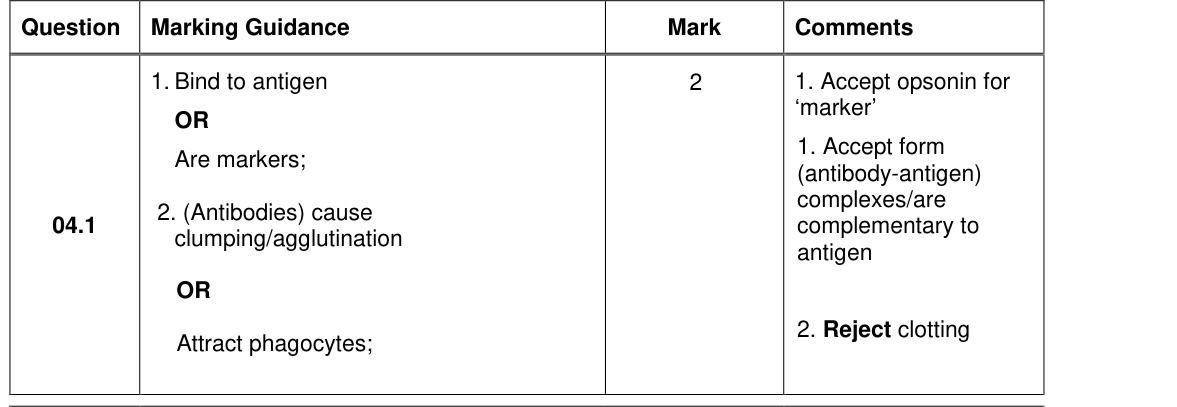 Question Marking Guidance Mark Comments
04.1
1. Bind to antigen
OR
Are markers;
2. (Antibodies) cause
clumping/agglutination
OR
Attract phagocytes;
2
1. Accept opsonin for
‘marker’
1. Accept form
(antibody-antigen)
complexes/are
complementary to
antigen
2. Reject clotting